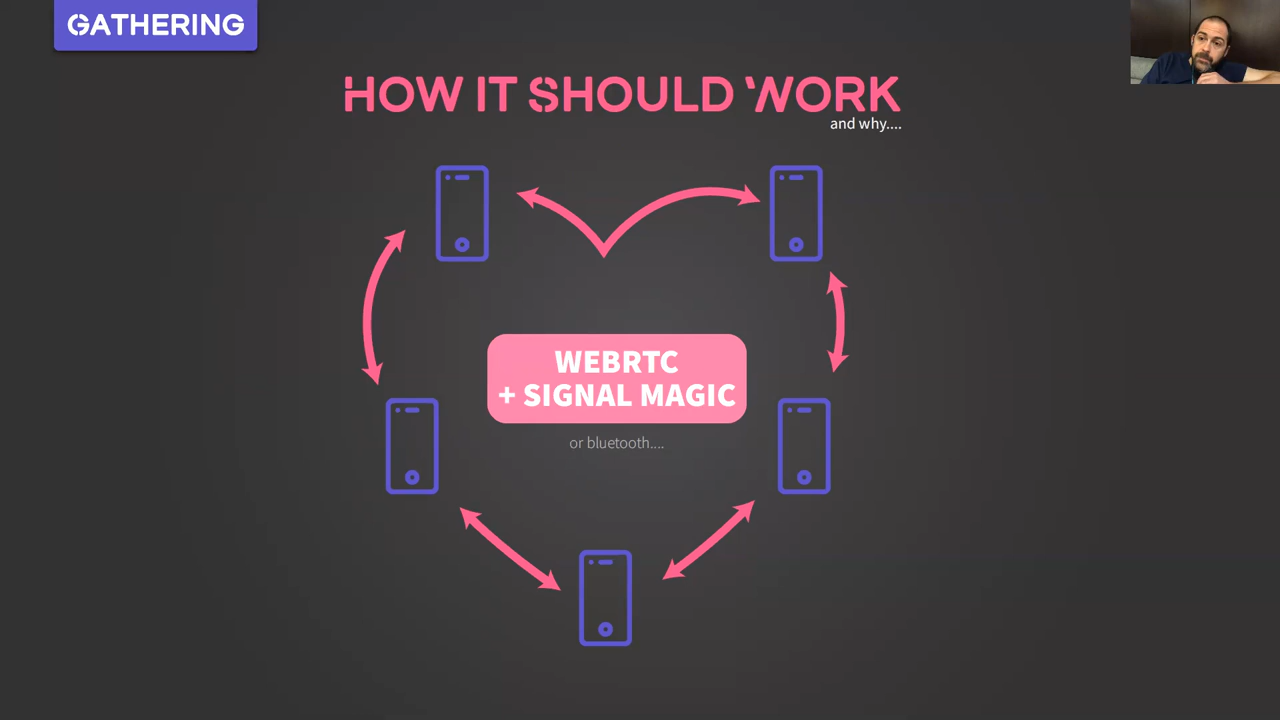 GATHERING
HOW IT SHOULD WORK
and why....
WEBRTC
+ SIGNAL MAGIC
or bluetooth....